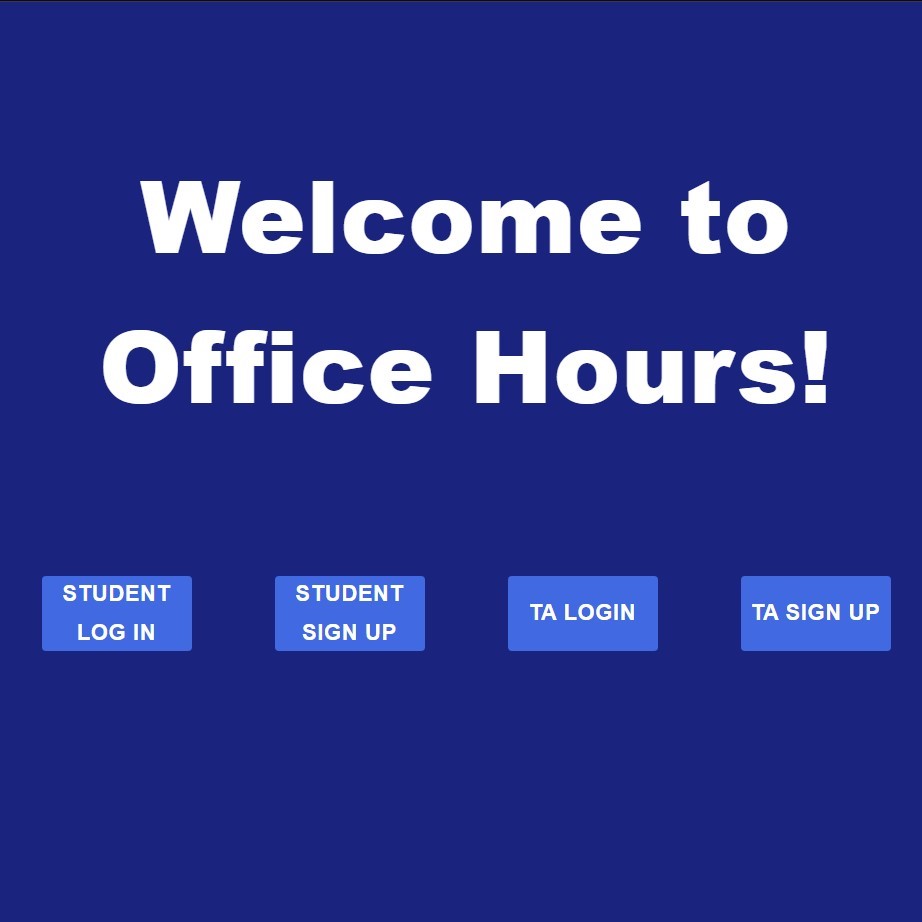 Welcome to
Office Hours!
STUDENT
LOG IN
STUDENT
SIGN UP
TA LOGIN
TA SIGN UP